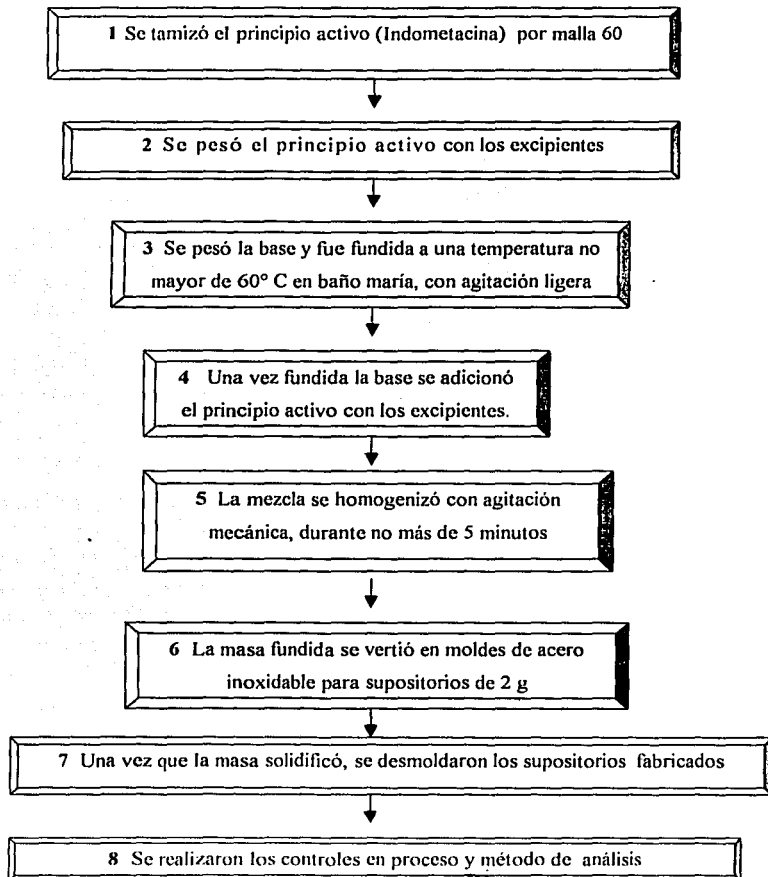 1 Se tamizó el principio activo (Indometacina) por malla 60
2 Se pesó el principio activo con los excipientes
3 Se pesó la base y fue fundida a una temperatura no
mayor de 60° C en baño maría, con agitación ligera
4 Una vez fundida la base se adicionó
el principio activo con los excipientes.
5 La mezcla se homogenizó con agitación
mecánica, durante no más de 5 minutos
6 La masa fundida se vertió en moldes de acero
inoxidable para supositorios de 2 g
7 Una vez que la masa solidificó, se desmoldaron los supositorios fabricados
8 Se realizaron los controles en proceso y método de análisis